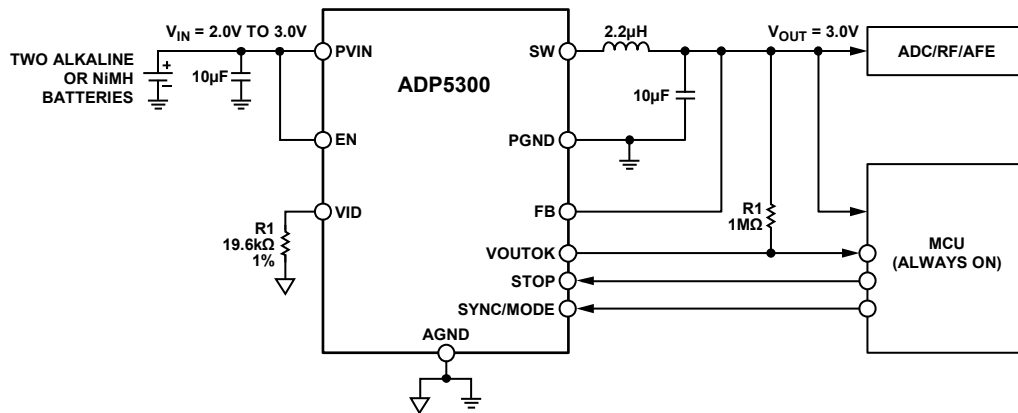 V_IN = 2.0V TO 3.0V
TWO ALKALINE
OR NiMH
BATTERIES
+
−
10µF
PVIN
EN
VID
R1
19.6kΩ
1%
ADP5300
SW
PGND
FB
VOUTOK
STOP
SYNC/MODE
AGND
2.2µH
10µF
V_OUT = 3.0V
R1
1MΩ
ADC/RF/AFE
MCU
(ALWAYS ON)